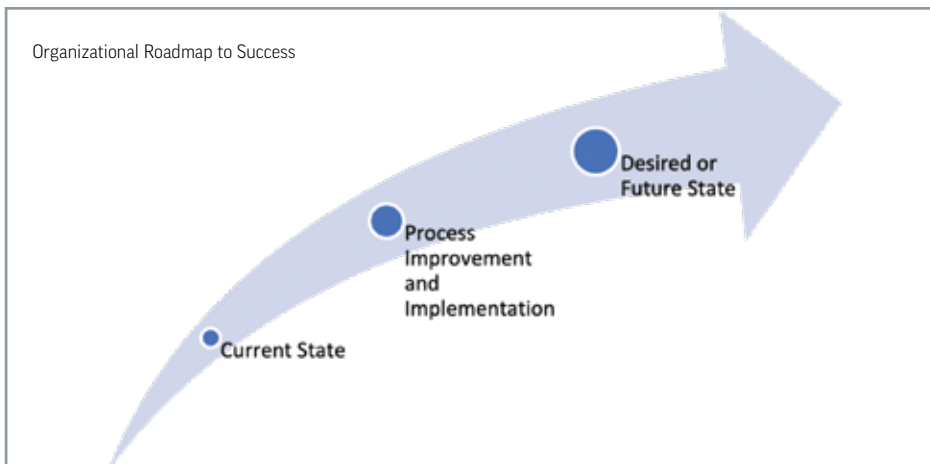 Organizational Roadmap to Success
Desired or
Future State
Process
Improvement
and
Implementation
Current State